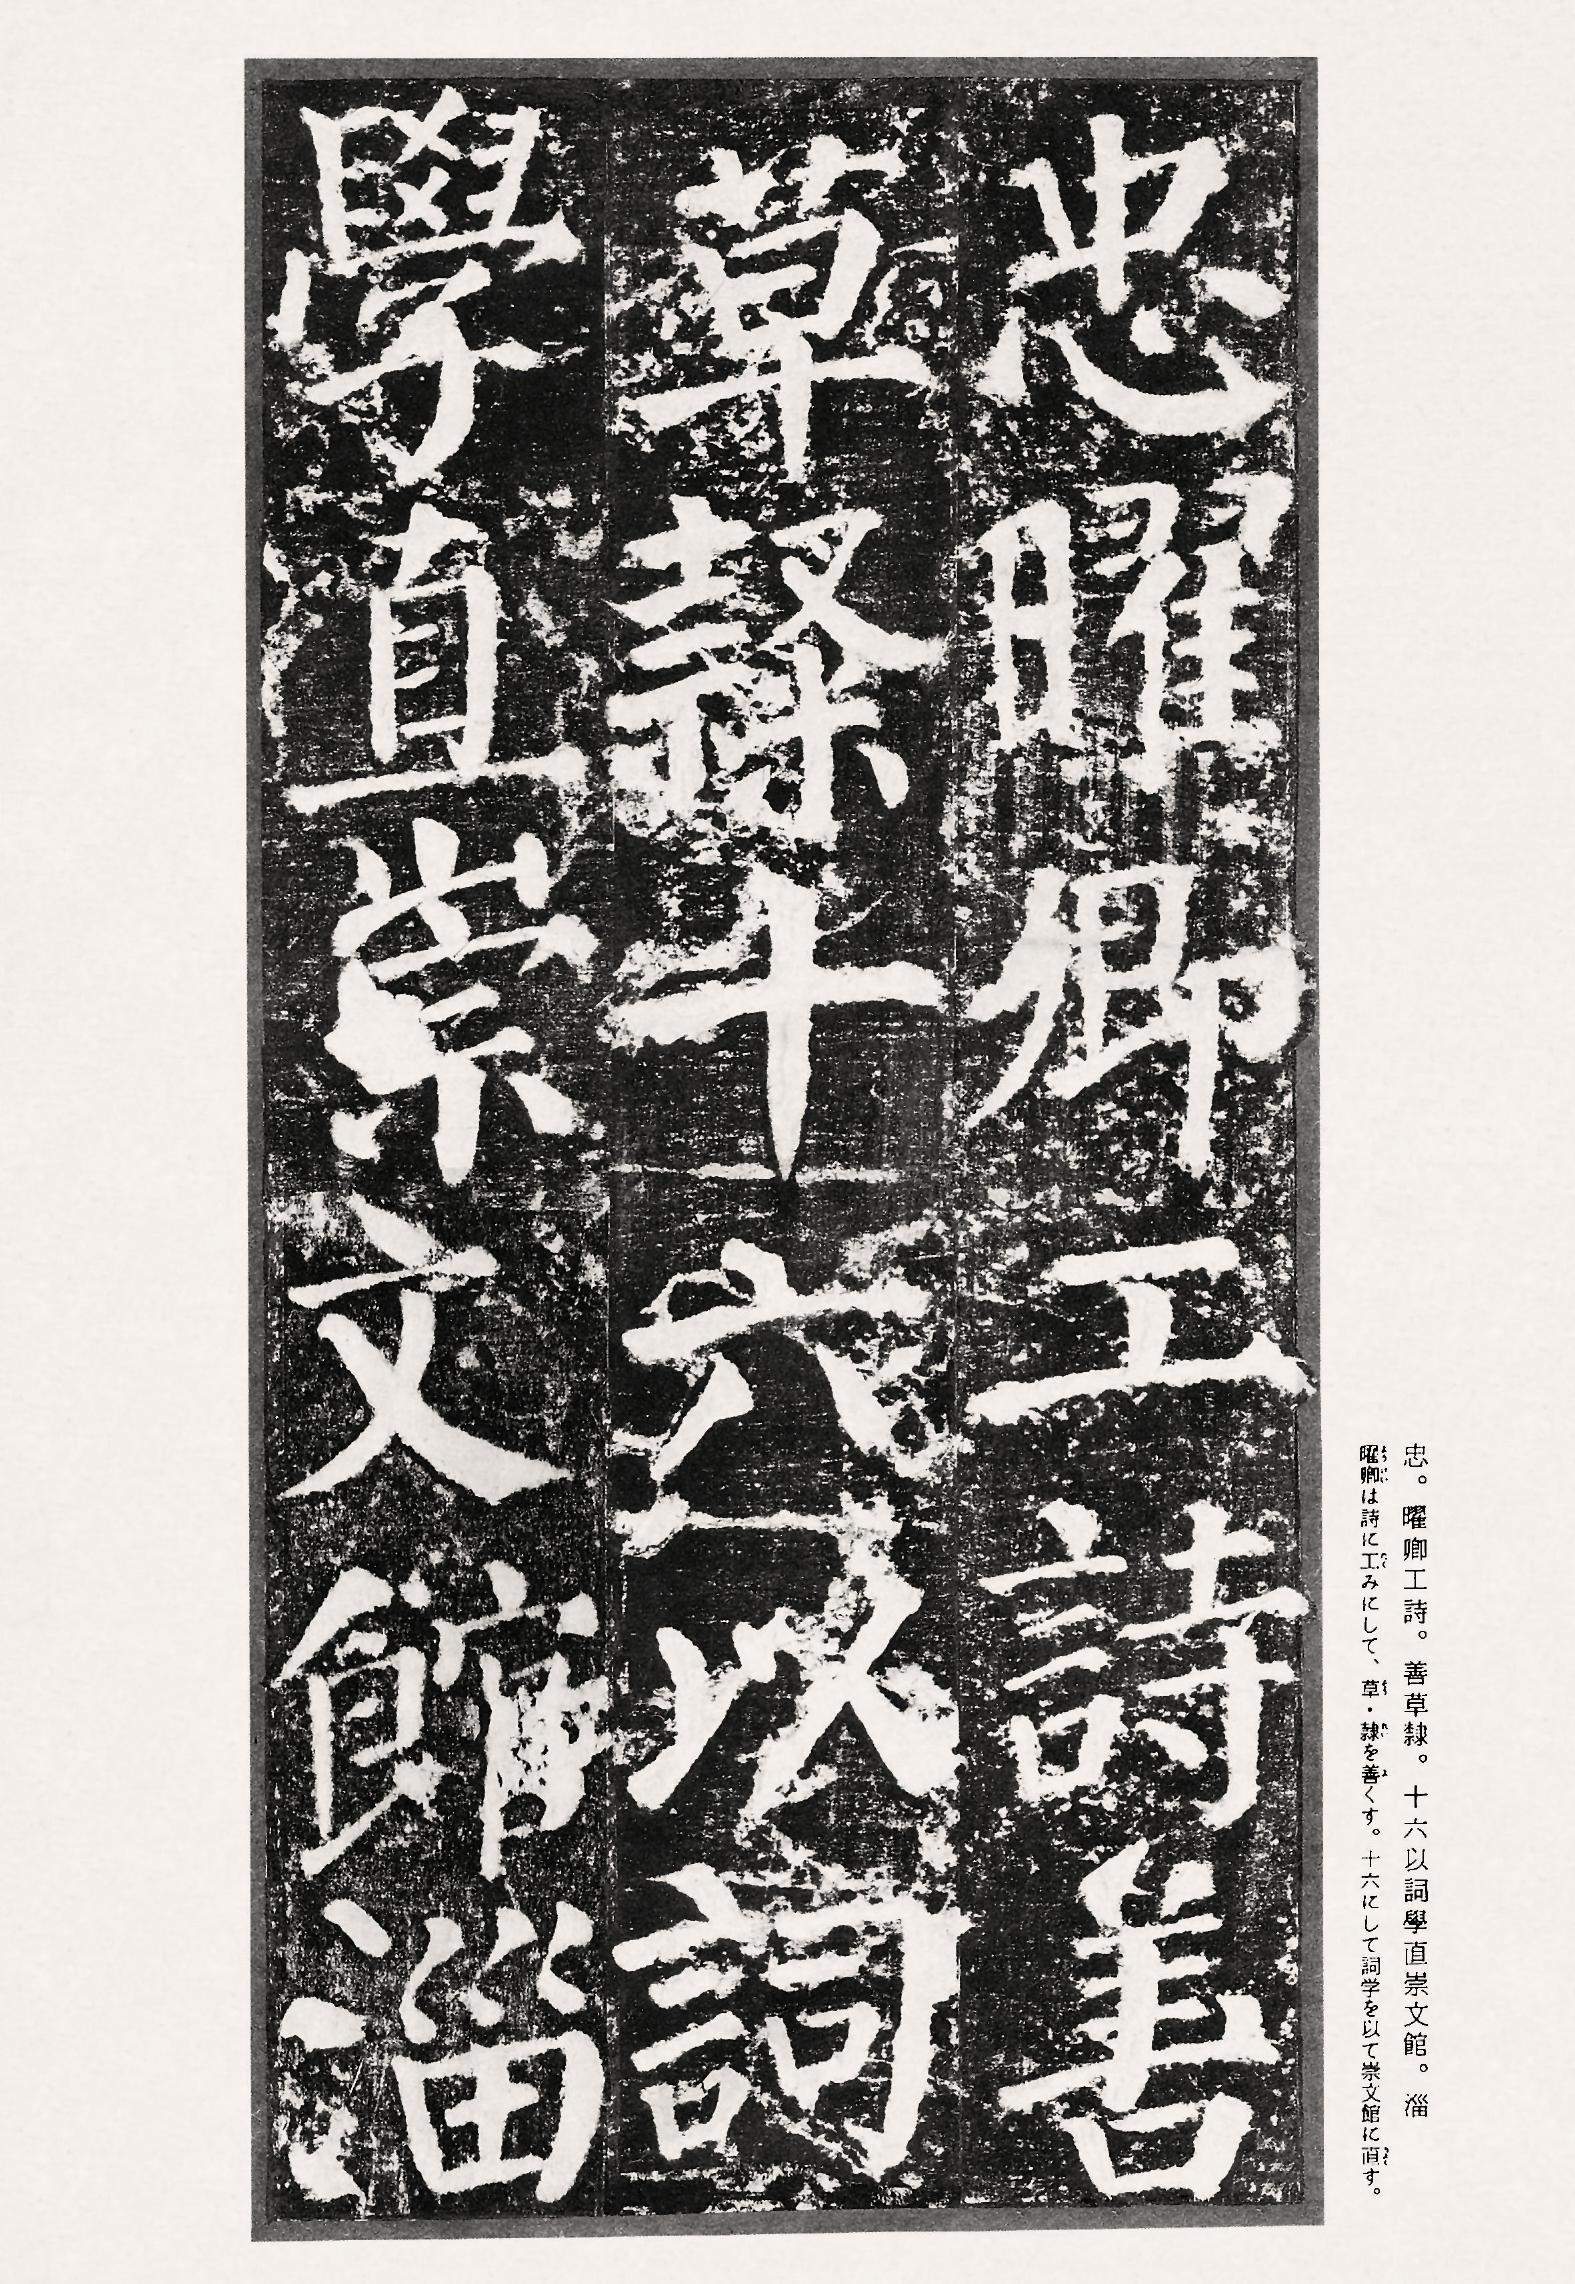 忠。曜卿工詩。善草隸。十六以詞學直崇文館。淄
曜卿は詩に工みにして、草・隷を善くす。十六にして詞学を以て崇文館に直す。
忠曜卿工詩善
草隸十六以詞
學直崇文館淄